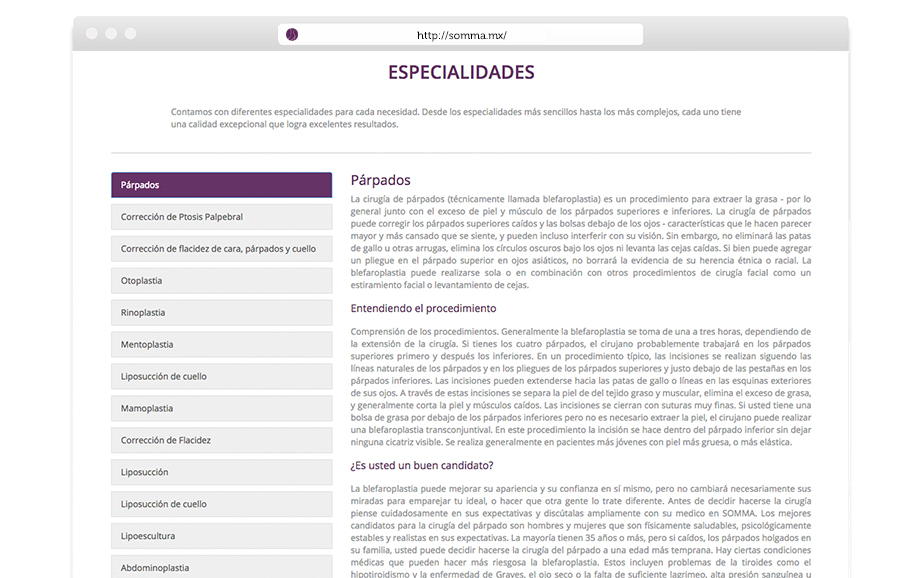 http://somma.mx/
ESPECIALIDADES
Contamos con diferentes especialidades para cada necesidad. Desde los especialidades más sencillos hasta los más complejos, cada uno tiene
una calidad excepcional que logra excelentes resultados.
Párpados
Corrección de Ptosis Palpebral
Corrección de flacidez de cara, párpados y cuello
Otoplastia
Rinoplastia
Mentoplastia
Liposucción de cuello
Mamoplastia
Corrección de Flacidez
Liposucción
Liposucción de cuello
Lipoescultura
Abdominoplastia
Párpados
La cirugía de párpados (técnicamente llamada blefaroplastia) es un procedimiento para extraer la grasa - por lo
general junto con el exceso de piel y músculo de los párpados superiores e inferiores. La cirugía de párpados
puede corregir los párpados superiores caídos y las bolsas debajo de los ojos - características que le hacen parecer
mayor y más cansado que se siente, y pueden incluso interferir con su visión. Sin embargo, no eliminará las patas
de gallo u otras arrugas, elimina los círculos oscuros bajo los ojos ni levanta las cejas caídas. Si bien puede agregar
un pliegue en el párpado superior en ojos asiáticos, no borrará la evidencia de su herencia étnica o racial. La
blefaroplastia puede realizarse sola o en combinación con otros procedimientos de cirugía facial como un
estiramiento facial o levantamiento de cejas.
Entendiendo el procedimiento
Comprensión de los procedimientos. Generalmente la blefaroplastia se toma de una a tres horas, dependiendo de
la extensión de la cirugía. Si tienes los cuatro párpados, el cirujano probablemente trabajará en los párpados
superiores primero y después los inferiores. En un procedimiento típico, las incisiones se realizan siguendo las
líneas naturales de los párpados y en los pliegues de los párpados superiores y justo debajo de las pestañas en los
párpados inferiores. Las incisiones pueden extenderse hacia las patas de gallo o líneas en las esquinas exteriores
de sus ojos. A través de estas incisiones se separa la piel de del tejido graso y muscular, elimina el exceso de grasa,
y generalmente corta la piel y músculos caídos. Las incisiones se cierran con suturas muy finas. Si usted tiene una
bolsa de grasa por debajo de los párpados inferiores pero no es necesario extraer la piel, el cirujano puede realizar
una blefaroplastia transconjuntival. En este procedimiento la incisión se hace dentro del párpado inferior sin dejar
ninguna cicatriz visible. Se realiza generalmente en pacientes más jóvenes con piel más gruesa, o más elástica.
¿Es usted un buen candidato?
La blefaroplastia puede mejorar su apariencia y su confianza en sí mismo, pero no cambiará necesariamente sus
miradas para emparejar tu ideal, o hacer que otra gente lo trate diferente. Antes de decidir hacerse la cirugía
piense cuidadosamente en sus expectativas y discútalas ampliamente con su medico en SOMMA. Los mejores
candidatos para la cirugía del párpado son hombres y mujeres que son físicamente saludables, psicológicamente
estables y realistas en sus expectativas. La mayoría tienen 35 años o más, pero si caídos, los párpados holgados en
su familia, usted puede decidir hacerse la cirugía del párpado a una edad más temprana. Hay ciertas condiciones
médicas que pueden hacer más riesgosa la blefaroplastia. Estos incluyen problemas de la tiroides como el
hipotiroidismo y la enfermedad de Graves, el ojo seco o la falta de suficiente lagrimeo, alta presión sanguínea u